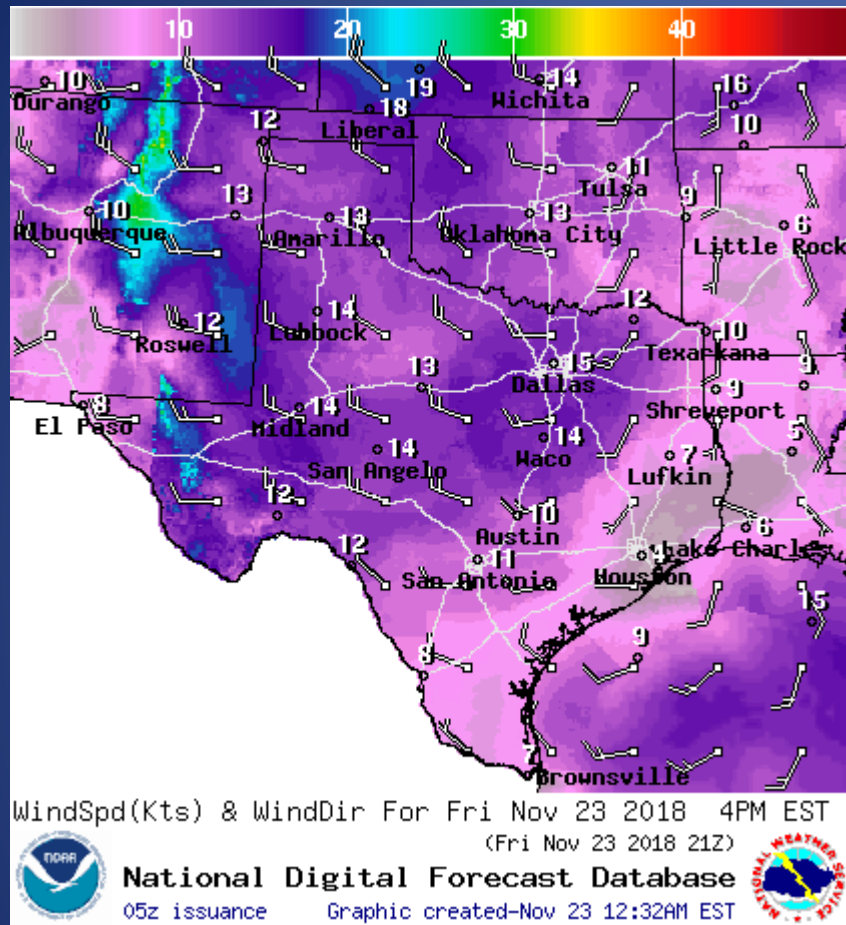 10 20 30 40
10 Durango
19
14 Wichita
16
18 Liberal
12
10
11 Tulsa
10 Albuquerque
13
13 Amarillo
13 Oklahoma City
9
6 Little Rock
12 Roswell
14 Lubbock
12
10 Texarkana
13
15 Dallas
9 Shreveport
9
8 El Paso
14 Midland
14 San Angelo
14 Waco
7 Lufkin
5
12
10 Austin
6
Lake Charles
12
11 San Antonio
4 Houston
15
8
9
7 Brownsville
WindSpd(Kts) & WindDir For Fri Nov 23 2018 4PM EST
(Fri Nov 23 2018 21Z)
NOAA
National Digital Forecast Database
05z issuance Graphic created-Nov 23 12:32AM EST
NATIONAL WEATHER SERVICE